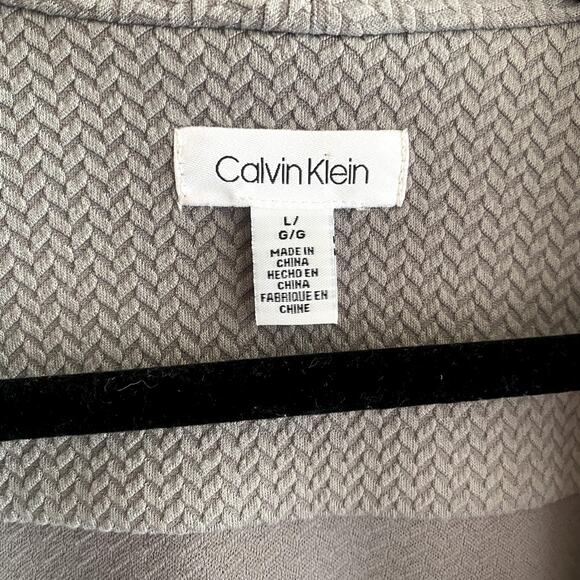 Calvin Klein
L/
G/G
MADE IN
CHINA
HECHO EN
CHINA
FABRIQUE EN
CHINE